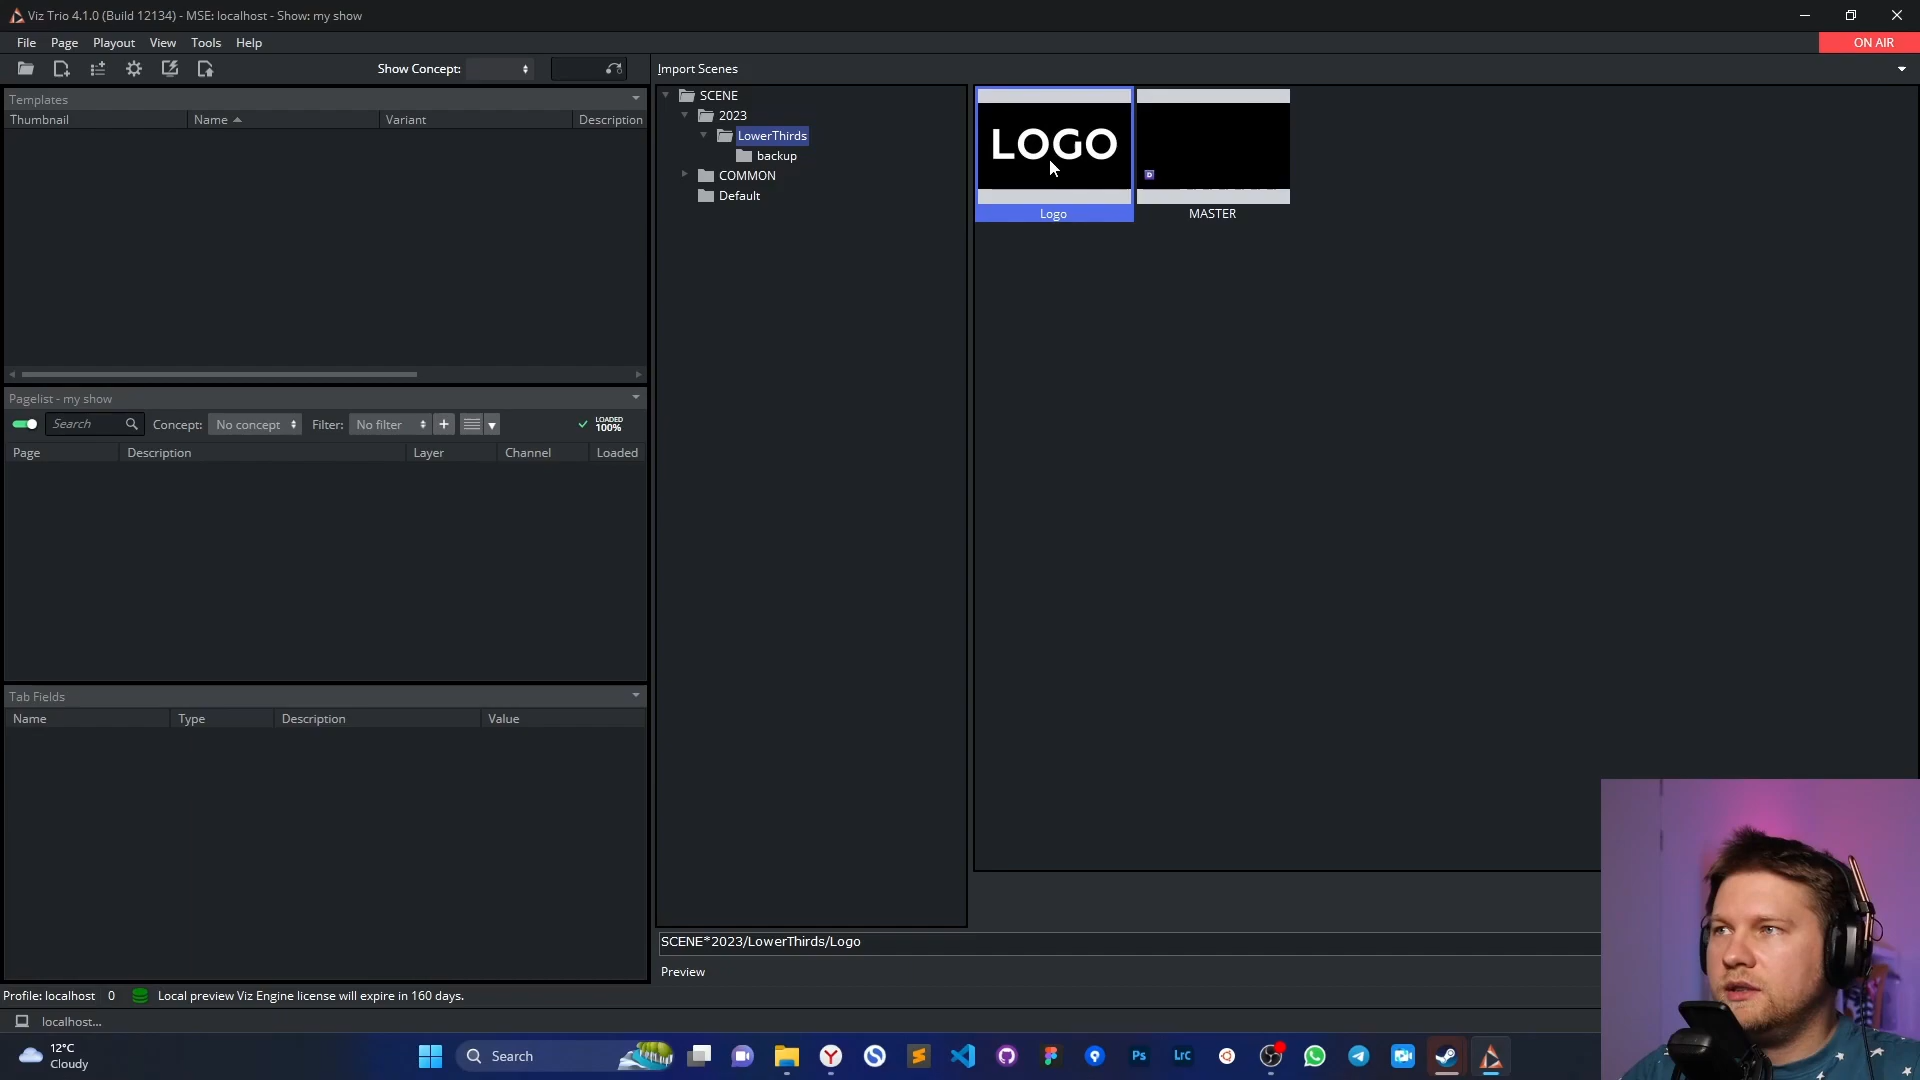 Viz Trio 4.1.0 (Build 12134) - MSE: localhost - Show: my show
File Page Playout View Tools Help
ON AIR
Show Concept:
Import Scenes
Templates
Thumbnail Name Variant Description
SCENE
2023
LowerThirds
backup
COMMON
Default
LOGO
D
Logo
MASTER
Pagelist - my show
Search Concept: No concept Filter: No filter + LOADED 100%
Page Description Layer Channel Loaded
Tab Fields
Name Type Description Value
SCENE*2023/LowerThirds/Logo
Preview
Profile: localhost 0 Local preview Viz Engine license will expire in 160 days.
localhost...
12°C
Cloudy
Search
Ps
Lrc